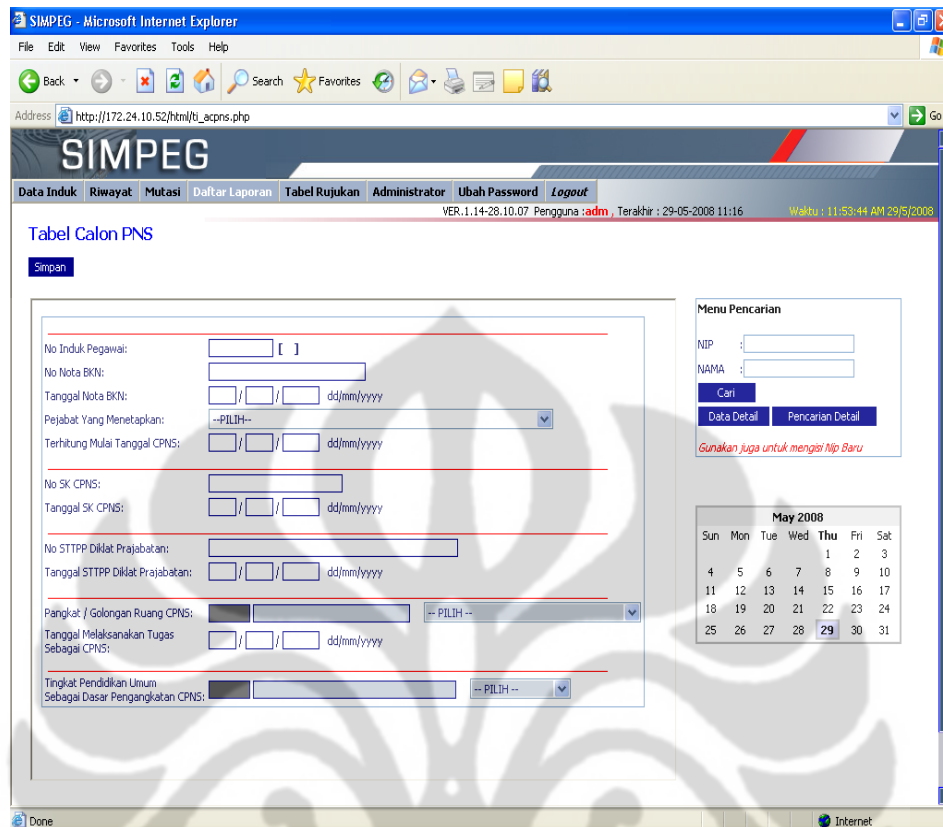 SIMPEG - Microsoft Internet Explorer
File Edit View Favorites Tools Help
Back Search Favorites
Address http://172.24.10.52/html/ti_acpns.php Go
SIMPEG
Data Induk Riwayat Mutasi Daftar Laporan Tabel Rujukan Administrator Ubah Password Logout
VER.1.14-28.10.07 Pengguna :adm , Terakhir : 29-05-2008 11:16 Waktu : 11:53:44 AM 29/5/2008
Tabel Calon PNS
Simpan
No Induk Pegawai: [ ]
No Nota BKN:
Tanggal Nota BKN: / / dd/mm/yyyy
Pejabat Yang Menetapkan: --PILIH--
Terhitung Mulai Tanggal CPNS: / / dd/mm/yyyy
No SK CPNS:
Tanggal SK CPNS: / / dd/mm/yyyy
No STTPP Diklat Prajabatan:
Tanggal STTPP Diklat Prajabatan: / / dd/mm/yyyy
Pangkat / Golongan Ruang CPNS: -- PILIH --
Tanggal Melaksanakan Tugas
Sebagai CPNS: / / dd/mm/yyyy
Tingkat Pendidikan Umum
Sebagai Dasar Pengangkatan CPNS: -- PILIH --
Menu Pencarian
NIP :
NAMA :
Cari
Data Detail Pencarian Detail
Gunakan juga untuk mengisi Nip Baru
May 2008
Sun Mon Tue Wed Thu Fri Sat
1 2 3
4 5 6 7 8 9 10
11 12 13 14 15 16 17
18 19 20 21 22 23 24
25 26 27 28 29 30 31
Done Internet